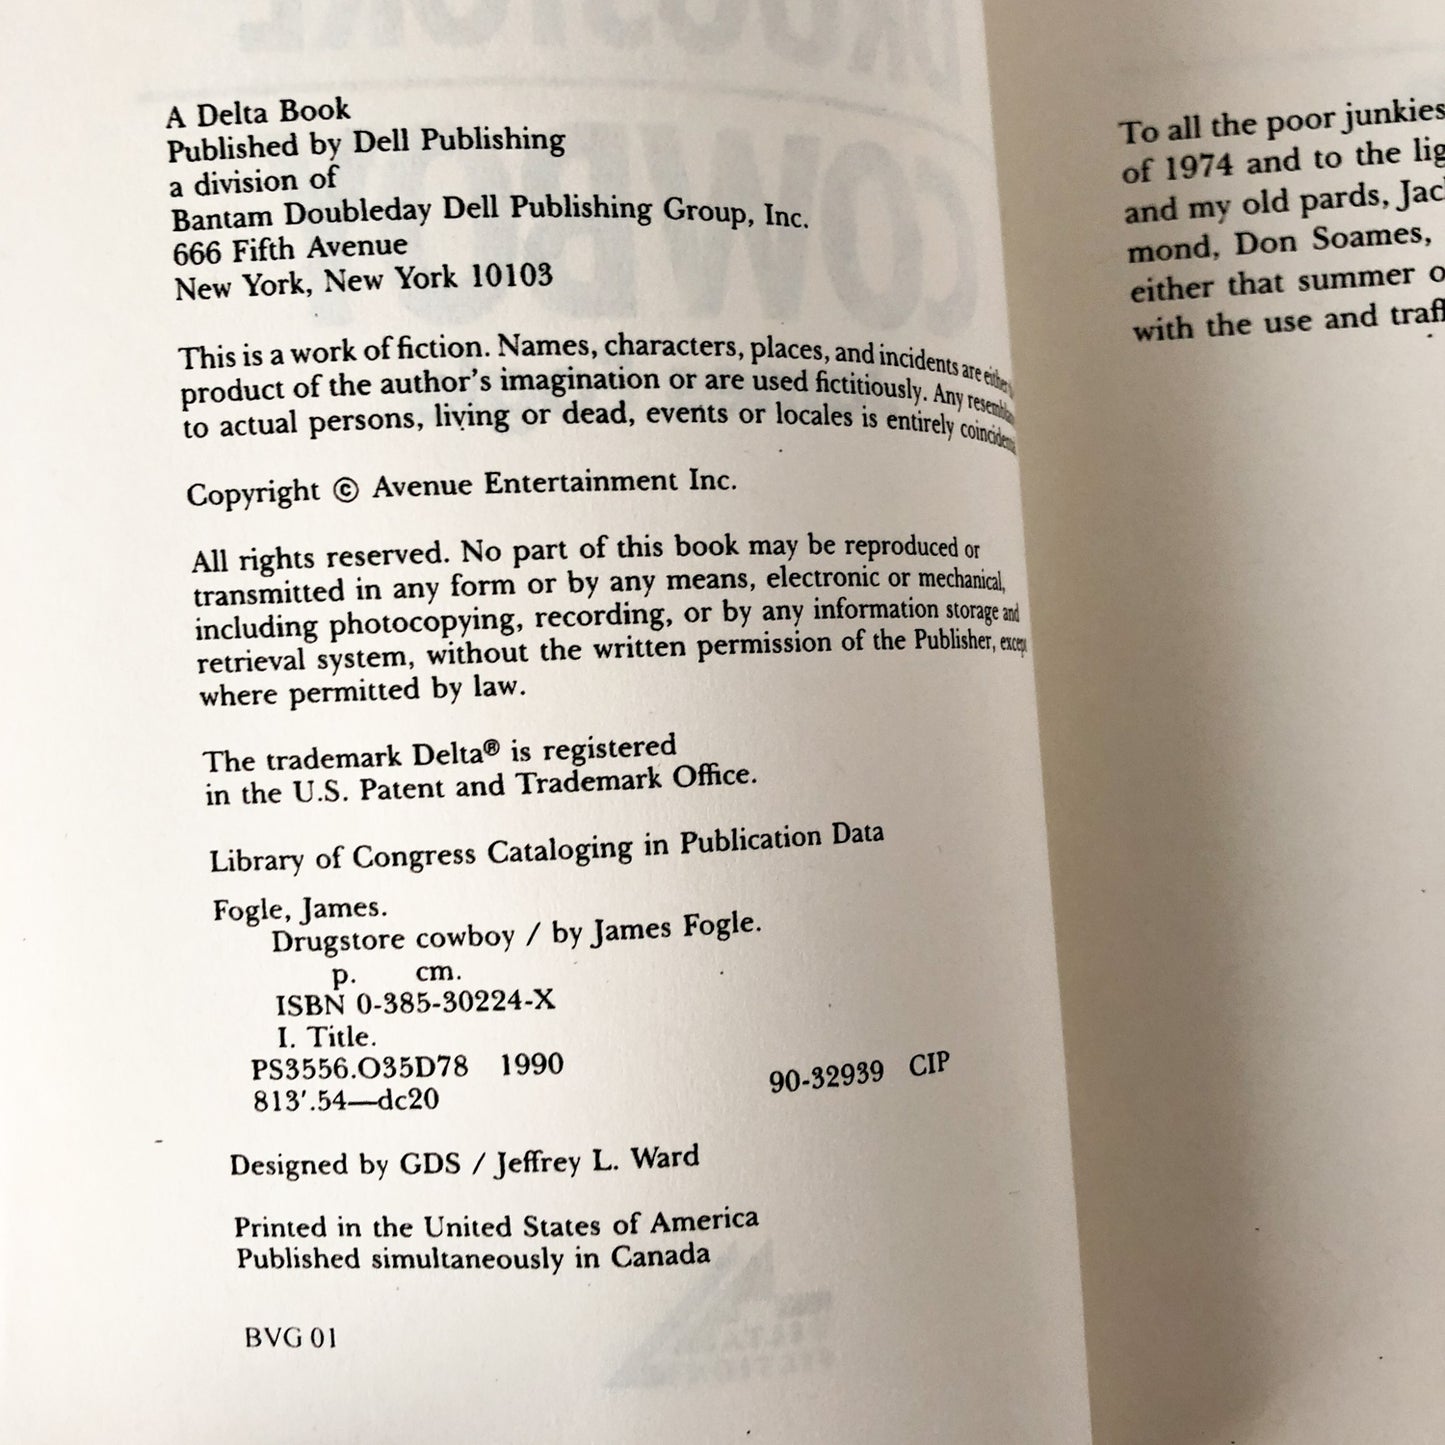 A Delta Book
Published by Dell Publishing
a division of
Bantam Doubleday Dell Publishing Group, Inc.
666 Fifth Avenue
New York, New York 10103
This is a work of fiction. Names, characters, places, and incidents are either
product of the author's imagination or are used fictitiously. Any
to actual persons, living or dead, events or locales is entirely
Copyright © Avenue Entertainment Inc.
All rights reserved. No part of this book may be reproduced or
transmitted in any form or by any means, electronic or mechanical,
including photocopying, recording, or by any information storage and
retrieval system, without the written permission of the Publisher, except
where permitted by law.
The trademark Delta® is registered
in the U.S. Patent and Trademark Office.
Library of Congress Cataloging in Publication Data
Fogle, James.
Drugstore cowboy / by James Fogle.
p. cm.
ISBN 0-385-30224-X
I. Title.
PS3556.O35D78 1990
813'.54—dc20
90-32939 CIP
Designed by GDS / Jeffrey L. Ward
Printed in the United States of America
Published simultaneously in Canada
BVG 01
To all the poor junkies
of 1974 and to the
and my old pards,
mond, Don Soames,
either that summer
with the use and